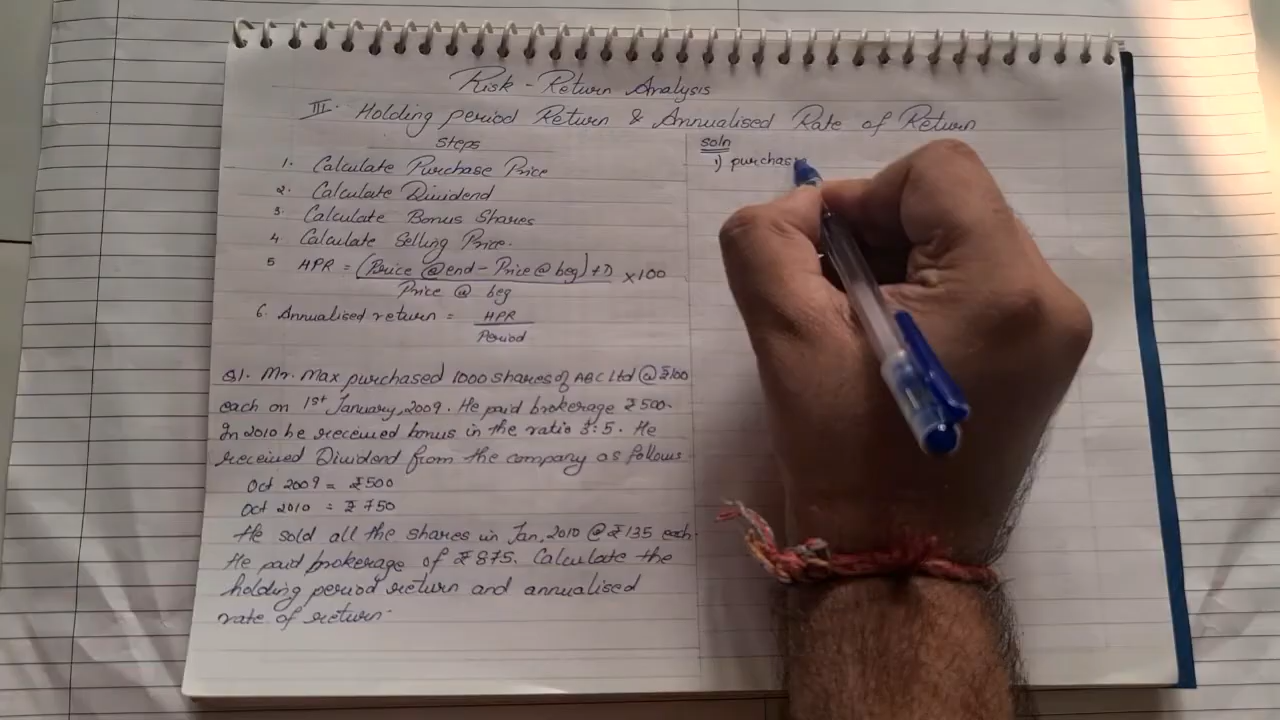 Risk - Return Analysis
III. Holding period Return & Annualised Rate of Return
Steps
1. Calculate Purchase Price
2. Calculate Dividend
3. Calculate Bonus Shares
4. Calculate Selling Price.
5 HPR = (Price @ end - Price @ beg) + D × 100
Price @ beg
6. Annualised return = HPR
Period
Q1. Mr. Max purchased 1000 shares of ABC Ltd @ ₹100
each on 1st January, 2009. He paid brokerage ₹500.
In 2010 he received bonus in the ratio 3:5. He
received Dividend from the company as follows
Oct 2009 = ₹500
Oct 2010 = ₹750
He sold all the shares in Jan, 2010 @ ₹135 each.
He paid brokerage of ₹875. Calculate the
holding period return and annualised
rate of return.
soln
1) purchas